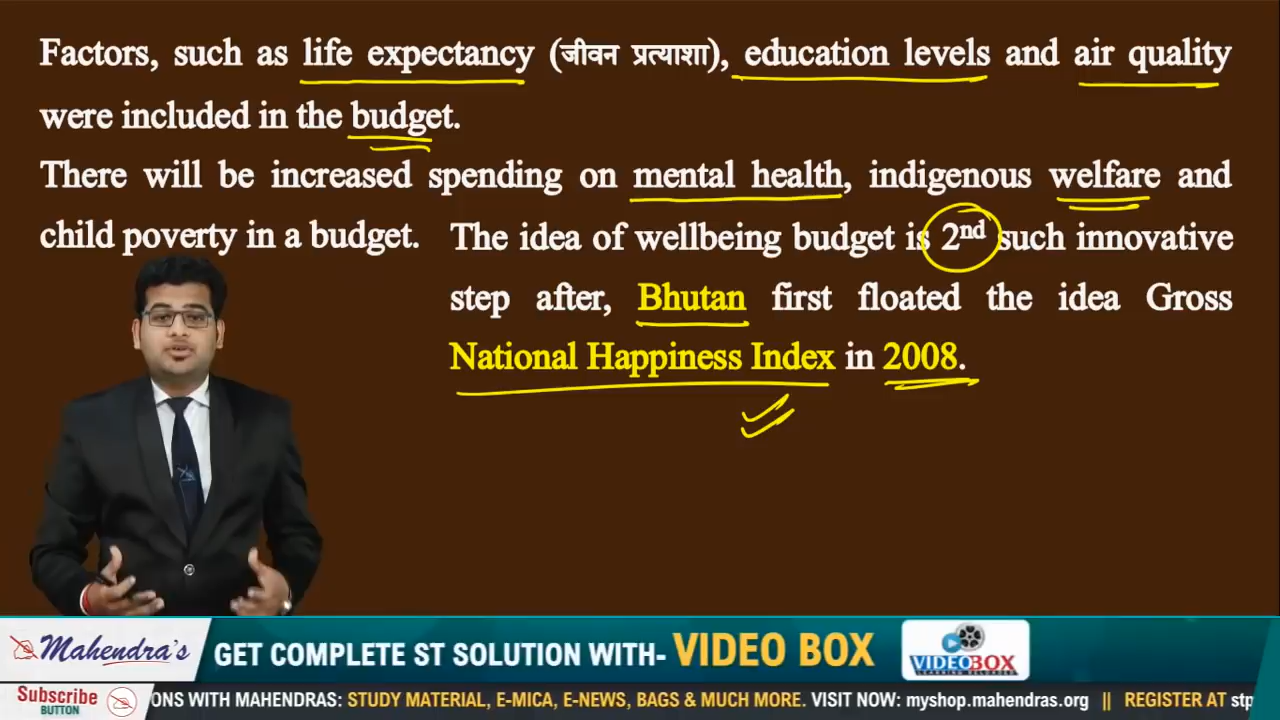 Factors, such as life expectancy (जीवन प्रत्याशा), education levels and air quality
were included in the budget.
There will be increased spending on mental health, indigenous welfare and
child poverty in a budget.
The idea of wellbeing budget is 2nd such innovative
step after, Bhutan first floated the idea Gross
National Happiness Index in 2008.
Mahendra's
GET COMPLETE ST SOLUTION WITH- VIDEO BOX
VIDEOBOX
LEARNING RELOADED
Subscribe
BUTTON
ONS WITH MAHENDRAS: STUDY MATERIAL, E-MICA, E-NEWS, BAGS & MUCH MORE. VISIT NOW: myshop.mahendras.org || REGISTER AT stp